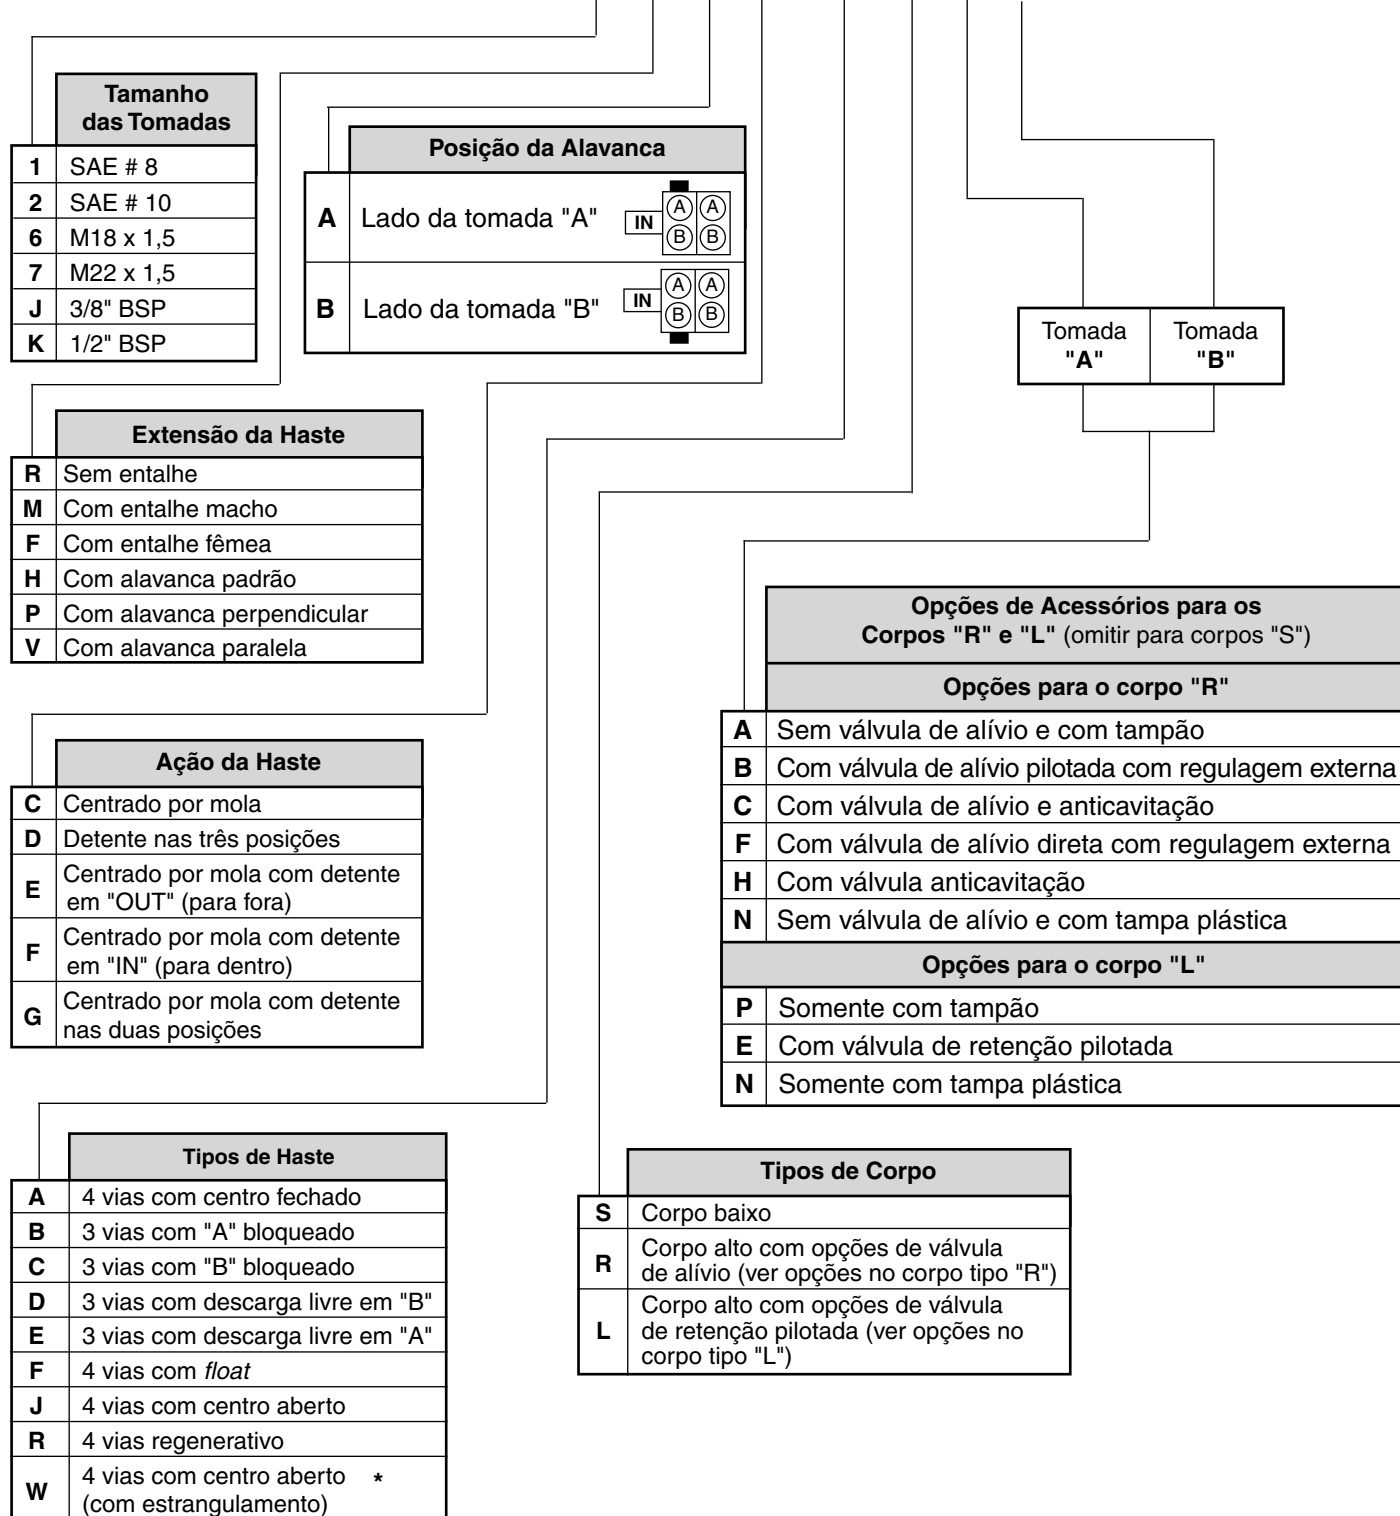 Tamanho
das Tomadas
1 SAE # 8
2 SAE # 10
6 M18 x 1,5
7 M22 x 1,5
J 3/8" BSP
K 1/2" BSP
Posição da Alavanca
A Lado da tomada "A" IN A A B B
B Lado da tomada "B" IN A A B B
Tomada "A"
Tomada "B"
Extensão da Haste
R Sem entalhe
M Com entalhe macho
F Com entalhe fêmea
H Com alavanca padrão
P Com alavanca perpendicular
V Com alavanca paralela
Opções de Acessórios para os
Corpos "R" e "L" (omitir para corpos "S")
Opções para o corpo "R"
A Sem válvula de alívio e com tampão
B Com válvula de alívio pilotada com regulagem externa
C Com válvula de alívio e anticavitação
F Com válvula de alívio direta com regulagem externa
H Com válvula anticavitação
N Sem válvula de alívio e com tampa plástica
Opções para o corpo "L"
P Somente com tampão
E Com válvula de retenção pilotada
N Somente com tampa plástica
Ação da Haste
C Centrado por mola
D Detente nas três posições
E Centrado por mola com detente
em "OUT" (para fora)
F Centrado por mola com detente
em "IN" (para dentro)
G Centrado por mola com detente
nas duas posições
Tipos de Haste
A 4 vias com centro fechado
B 3 vias com "A" bloqueado
C 3 vias com "B" bloqueado
D 3 vias com descarga livre em "B"
E 3 vias com descarga livre em "A"
F 4 vias com float
J 4 vias com centro aberto
R 4 vias regenerativo
W 4 vias com centro aberto *
(com estrangulamento)
Tipos de Corpo
S Corpo baixo
R Corpo alto com opções de válvula
de alívio (ver opções no corpo tipo "R")
L Corpo alto com opções de válvula
de retenção pilotada (ver opções no
corpo tipo "L")